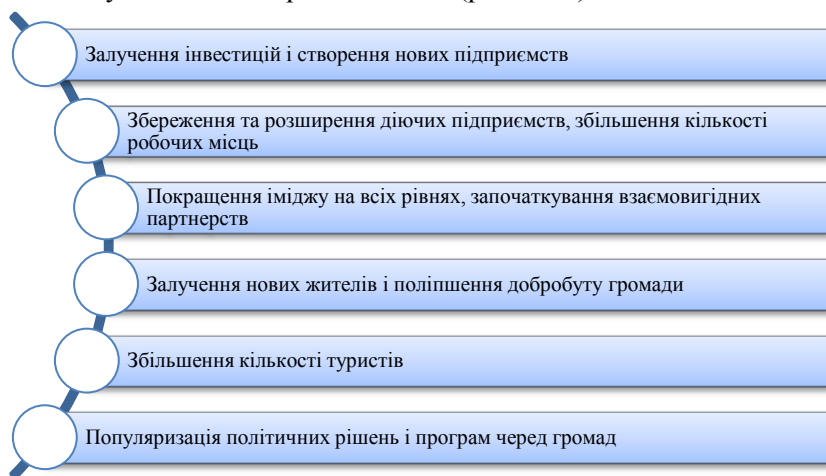 Залучення інвестицій і створення нових підприємств
Збереження та розширення діючих підприємств, збільшення кількості
робочих місць
Покращення іміджу на всіх рівнях, започаткування взаємовигідних
партнерств
Залучення нових жителів і поліпшення добробуту громади
Збільшення кількості туристів
Популяризація політичних рішень і програм черед громад